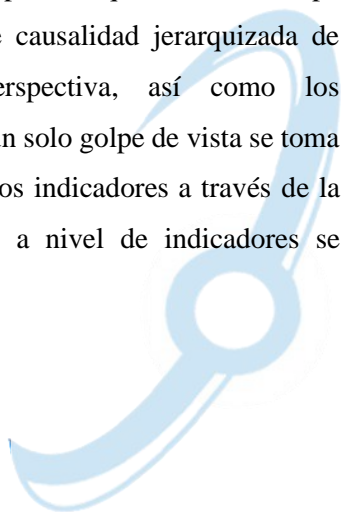 causalidad jerarquizada de
erspectiva, así como los
un solo golpe de vista se toma
os indicadores a través de la
a nivel de indicadores se